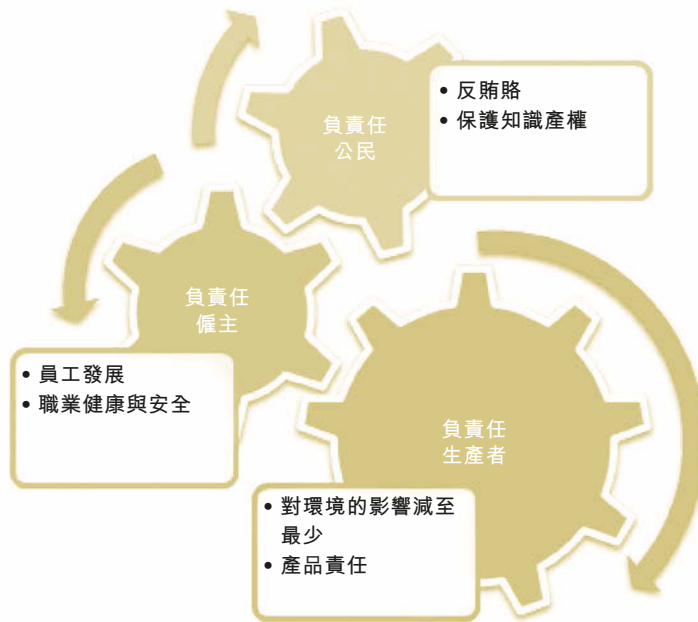 負責任
公民
• 反賄賂
• 保護知識產權
負責任
僱主
• 員工發展
• 職業健康與安全
負責任
生產者
• 對環境的影響減至
最少
• 產品責任